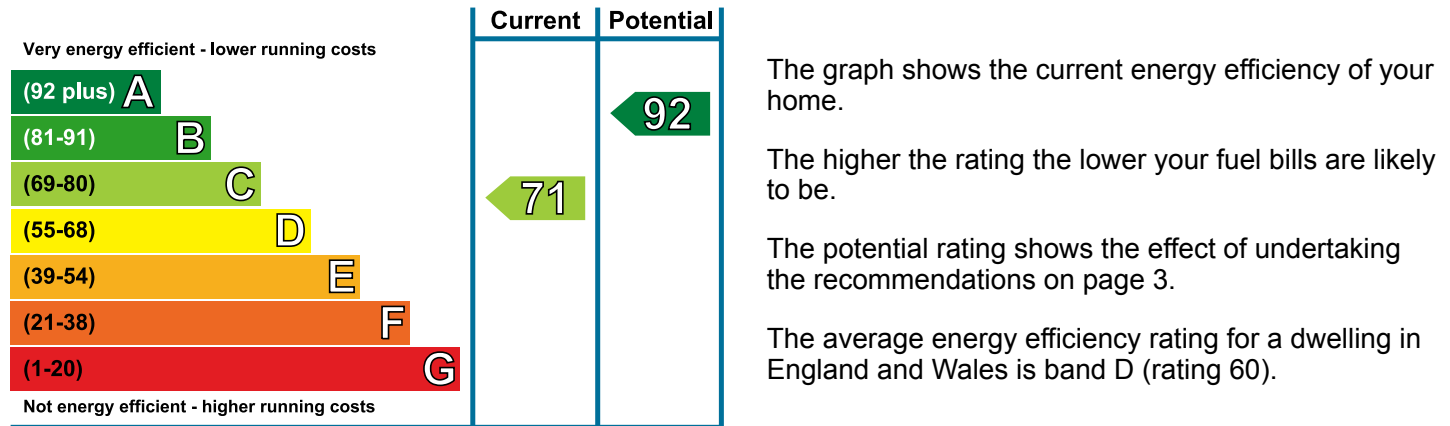 Current Potential
Very energy efficient - lower running costs
(92 plus) A
92
(81-91) B
(69-80) C
71
(55-68) D
(39-54) E
(21-38) F
(1-20) G
Not energy efficient - higher running costs
The graph shows the current energy efficiency of your
home.
The higher the rating the lower your fuel bills are likely
to be.
The potential rating shows the effect of undertaking
the recommendations on page 3.
The average energy efficiency rating for a dwelling in
England and Wales is band D (rating 60).